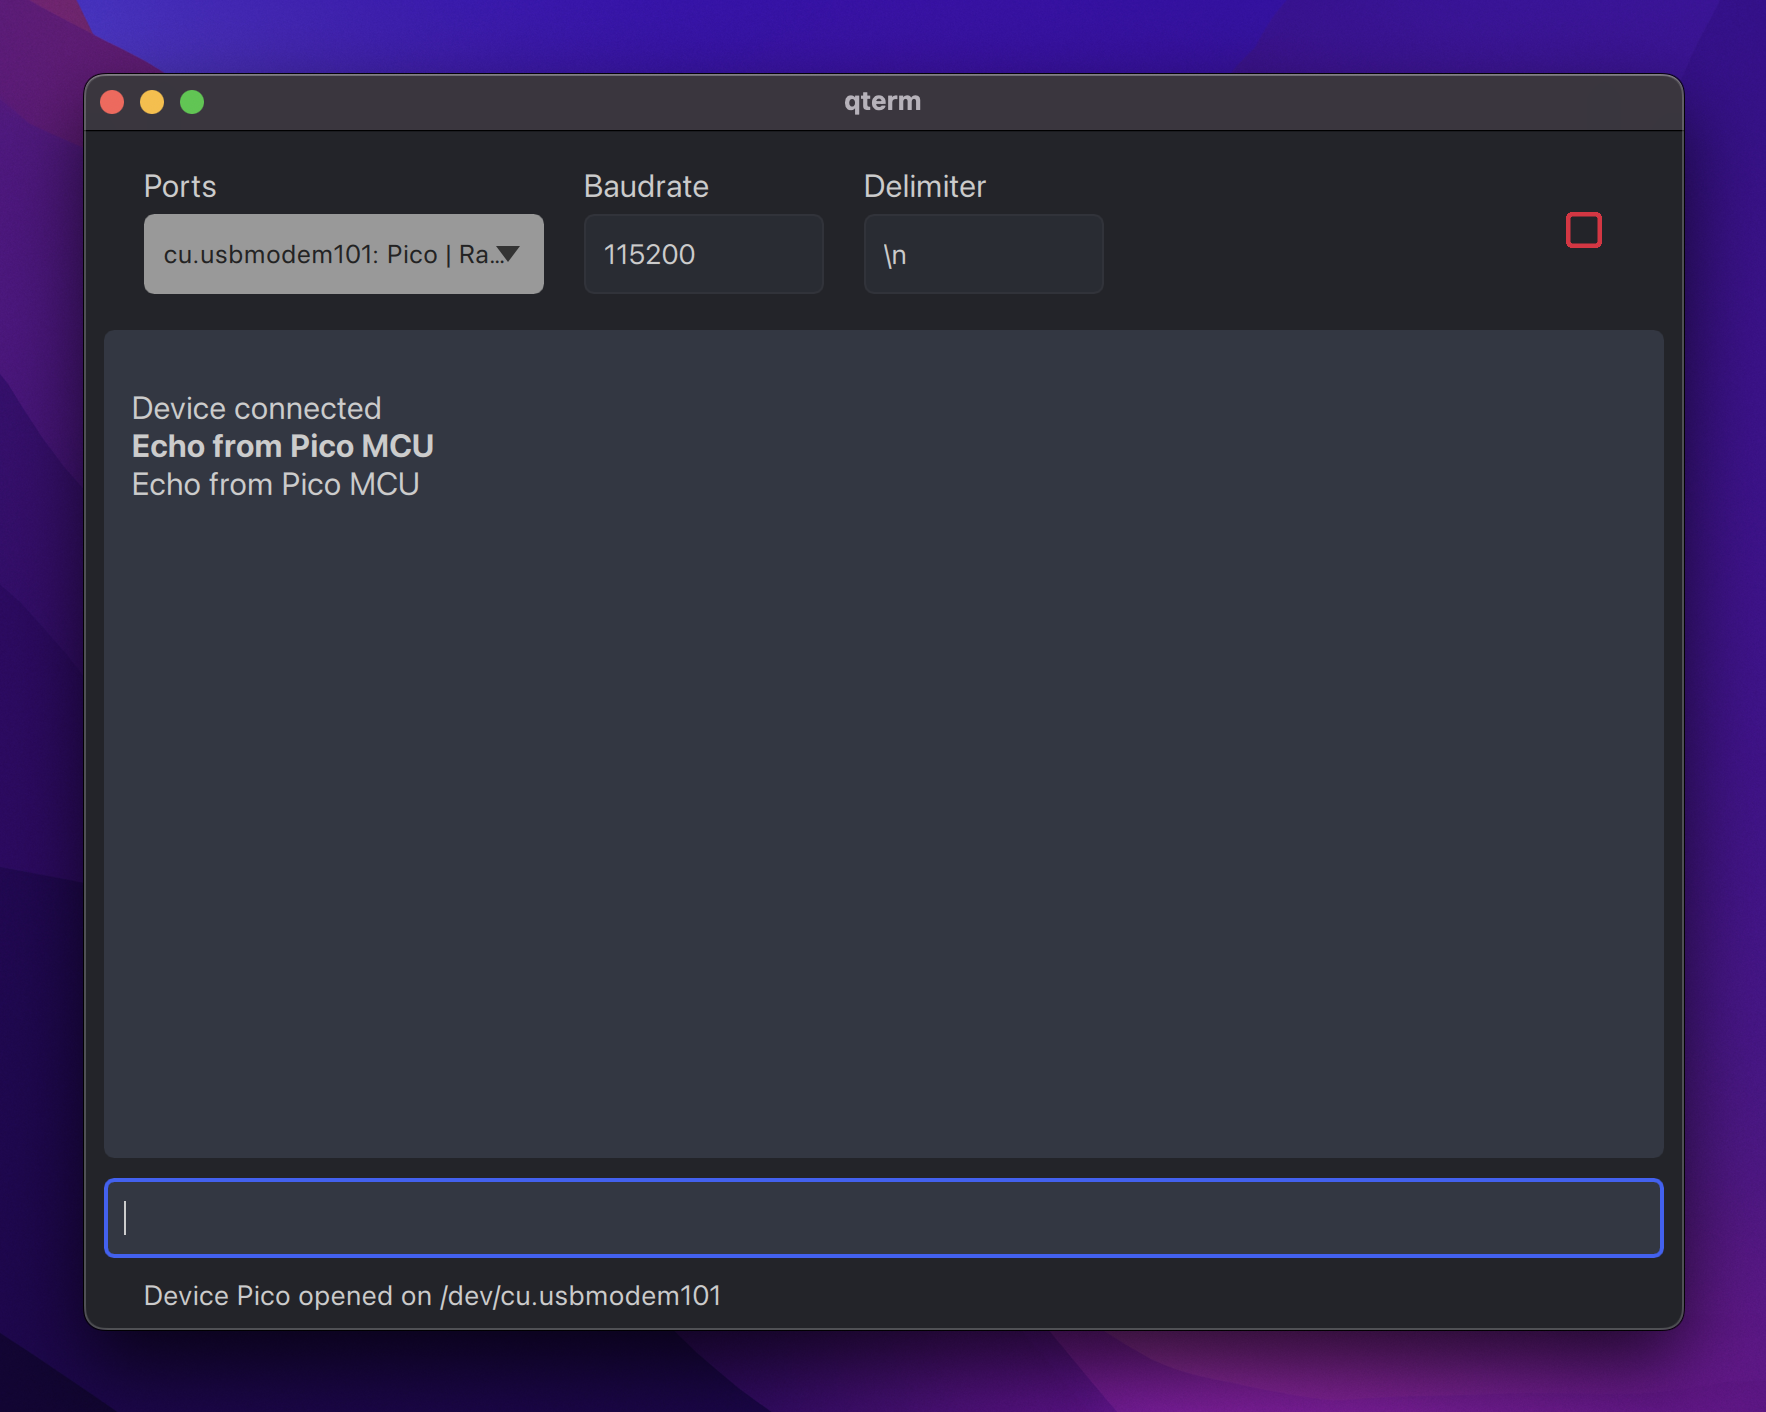 qterm
Ports
Baudrate
Delimiter
cu.usbmodem101: Pico | Ra...
115200
\n
Device connected
Echo from Pico MCU
Echo from Pico MCU
Device Pico opened on /dev/cu.usbmodem101